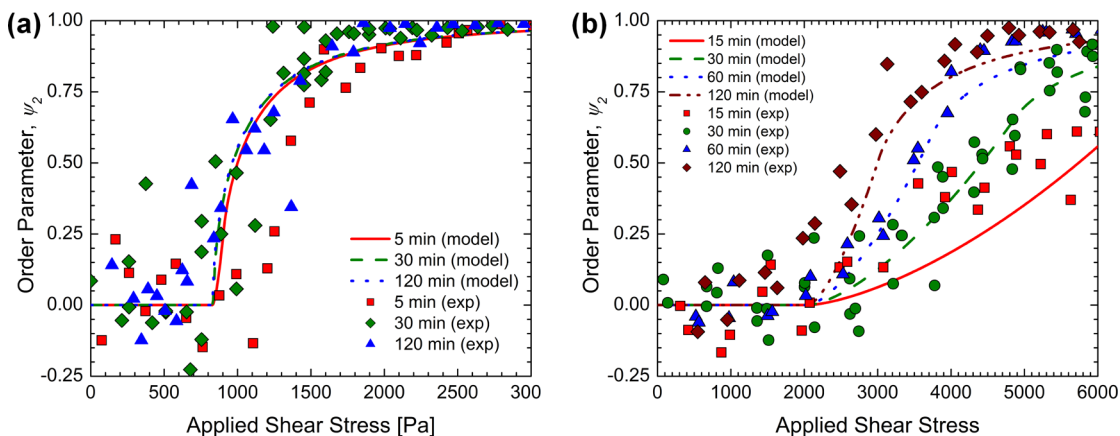 (a)
Order Parameter, ψ2
1.00
0.75
0.50
0.25
0.00
-0.25
5 min (model)
30 min (model)
120 min (model)
5 min (exp)
30 min (exp)
120 min (exp)
0 500 1000 1500 2000 2500 300
Applied Shear Stress [Pa]
(b)
Order Parameter, ψ2
1.00
0.75
0.50
0.25
0.00
-0.25
15 min (model)
30 min (model)
60 min (model)
120 min (model)
15 min (exp)
30 min (exp)
60 min (exp)
120 min (exp)
0 1000 2000 3000 4000 5000 6000
Applied Shear Stress